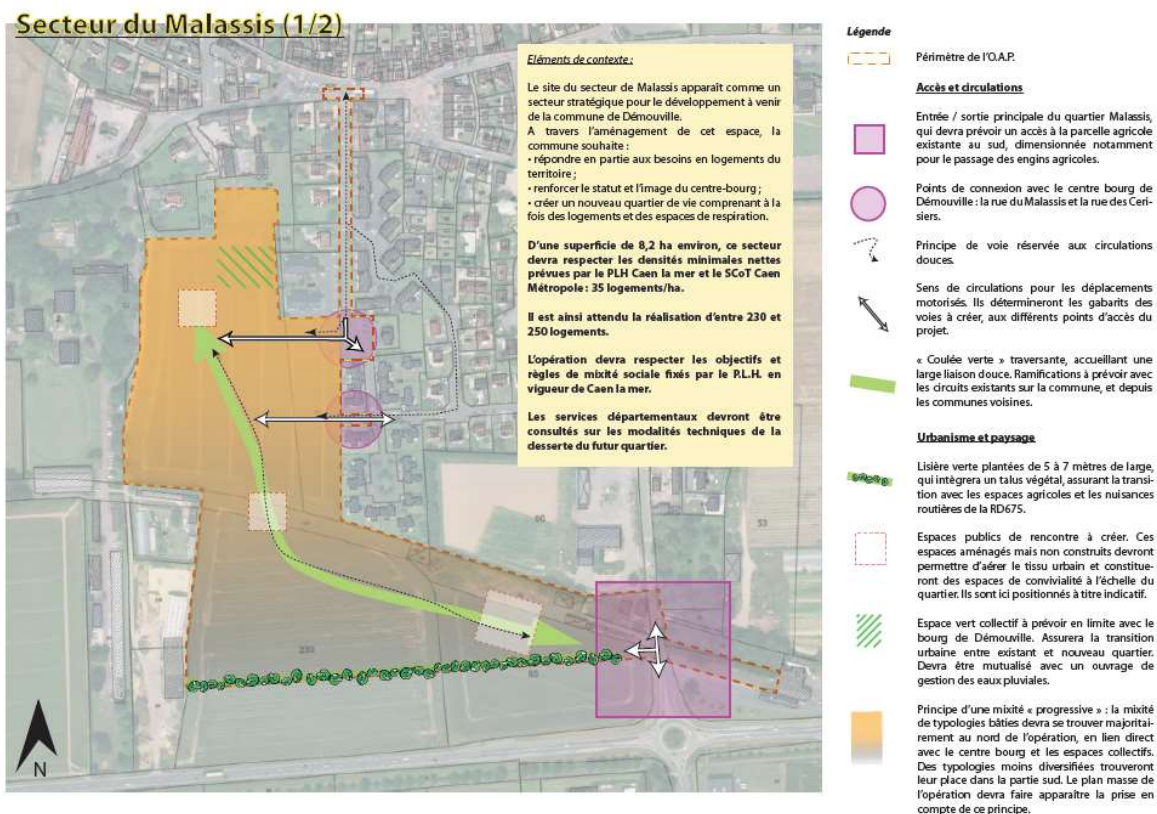 Secteur du Malassis (1/2)
Eléments de contexte :
Le site du secteur de Malassis apparaît comme un
secteur stratégique pour le développement à venir
de la commune de Démouville.
A travers l'aménagement de cet espace, la
commune souhaite :
• répondre en partie aux besoins en logements du
territoire ;
• renforcer le statut et l'image du centre-bourg ;
• créer un nouveau quartier de vie comprenant à la
fois des logements et des espaces de respiration.
D'une superficie de 8,2 ha environ, ce secteur
devra respecter les densités minimales nettes
prévues par le PLH Caen la mer et le SCoT Caen
Métropole : 35 logements/ha.
Il est ainsi attendu la réalisation d'entre 230 et
250 logements.
L'opération devra respecter les objectifs et
règles de mixité sociale fixés par le P.L.H. en
vigueur de Caen la mer.
Les services départementaux devront être
consultés sur les modalités techniques de la
desserte du futur quartier.
90
53
230
N
Légende
Périmètre de l'O.A.P.
Accès et circulations
Entrée / sortie principale du quartier Malassis,
qui devra prévoir un accès à la parcelle agricole
existante au sud, dimensionnée notamment
pour le passage des engins agricoles.
Points de connexion avec le centre bourg de
Démouville : la rue du Malassis et la rue des Ceri-
siers.
Principe de voie réservée aux circulations
douces.
Sens de circulations pour les déplacements
motorisés. Ils détermineront les gabarits des
voies à créer, aux différents points d'accès du
projet.
« Coulée verte » traversante, accueillant une
large liaison douce. Ramifications à prévoir avec
les circuits existants sur la commune, et depuis
les communes voisines.
Urbanisme et paysage
Lisière verte plantées de 5 à 7 mètres de large,
qui intègrera un talus végétal, assurant la transi-
tion avec les espaces agricoles et les nuisances
routières de la RD675.
Espaces publics de rencontre à créer. Ces
espaces aménagés mais non construits devront
permettre d'aérer le tissu urbain et constitue-
ront des espaces de convivialité à l'échelle du
quartier. Ils sont ici positionnés à titre indicatif.
Espace vert collectif à prévoir en limite avec le
bourg de Démouville. Assurera la transition
urbaine entre existant et nouveau quartier.
Devra être mutualisé avec un ouvrage de
gestion des eaux pluviales.
Principe d'une mixité « progressive » : la mixité
de typologies bâties devra se trouver majoritai-
rement au nord de l'opération, en lien direct
avec le centre bourg et les espaces collectifs.
Des typologies moins diversifiées trouveront
leur place dans la partie sud. Le plan masse de
l'opération devra faire apparaître la prise en
compte de ce principe.